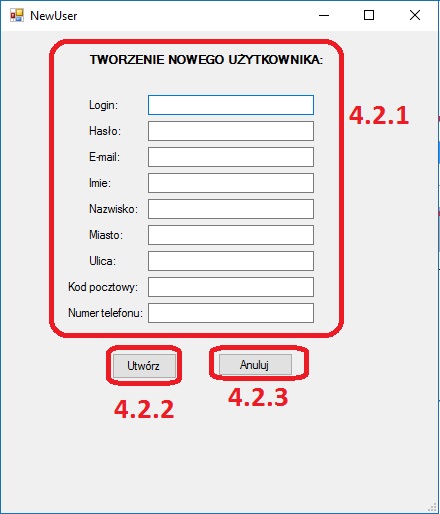 NewUser
TWORZENIE NOWEGO UŻYTKOWNIKA:
Login:
Hasło:
E-mail:
Imie:
Nazwisko:
Miasto:
Ulica:
Kod pocztowy:
Numer telefonu:
4.2.1
Utwórz
Anuluj
4.2.2
4.2.3